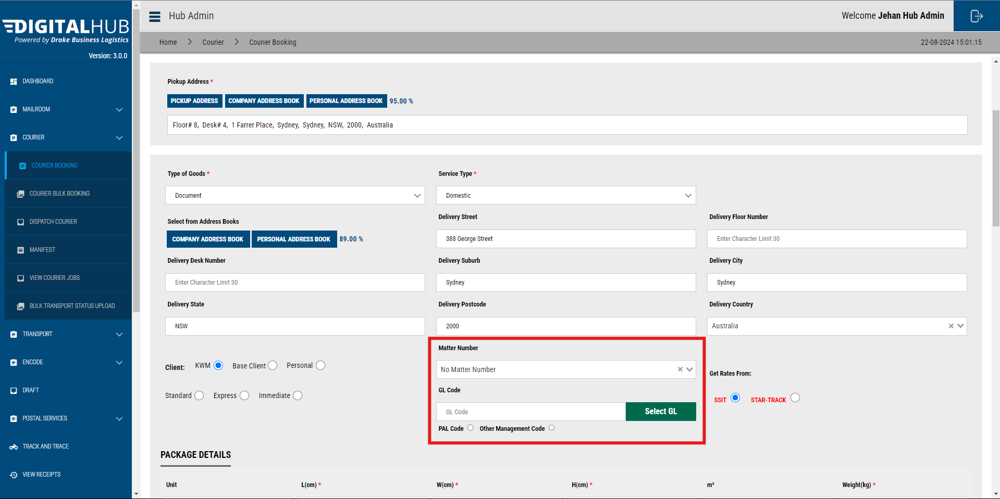 DIGITALHUB
Powered by Drake Business Logistics
Version: 3.0.0
DASHBOARD
MAILROOM
COURIER
COURIER BOOKING
COURIER BULK BOOKING
DISPATCH COURIER
MANIFEST
VIEW COURIER JOBS
BULK TRANSPORT STATUS UPLOAD
TRANSPORT
ENCODE
DRAFT
POSTAL SERVICES
TRACK AND TRACE
VIEW RECEIPTS
Hub Admin
Welcome Jehan Hub Admin
Home > Courier > Courier Booking
22-08-2024 15:01:15
Pickup Address *
PICKUP ADDRESS COMPANY ADDRESS BOOK PERSONAL ADDRESS BOOK 95.00 %
Floor# 8, Desk# 4, 1 Farrer Place, Sydney, Sydney, NSW, 2000, Australia
Type of Goods *
Service Type *
Document
Domestic
Select from Address Books
Delivery Street
Delivery Floor Number
COMPANY ADDRESS BOOK PERSONAL ADDRESS BOOK 89.00 %
388 George Street
Enter Character Limit 30
Delivery Desk Number
Delivery Suburb
Delivery City
Enter Character Limit 30
Sydney
Sydney
Delivery State
Delivery Postcode
Delivery Country
NSW
2000
Australia
Client: KWM Base Client Personal
Standard Express Immediate
Matter Number
No Matter Number
GL Code
GL Code
Select GL
PAL Code Other Management Code
Get Rates From:
SSIT STAR-TRACK
PACKAGE DETAILS
Unit L(cm) * W(cm) * H(cm) * m³ Weight(kg) *